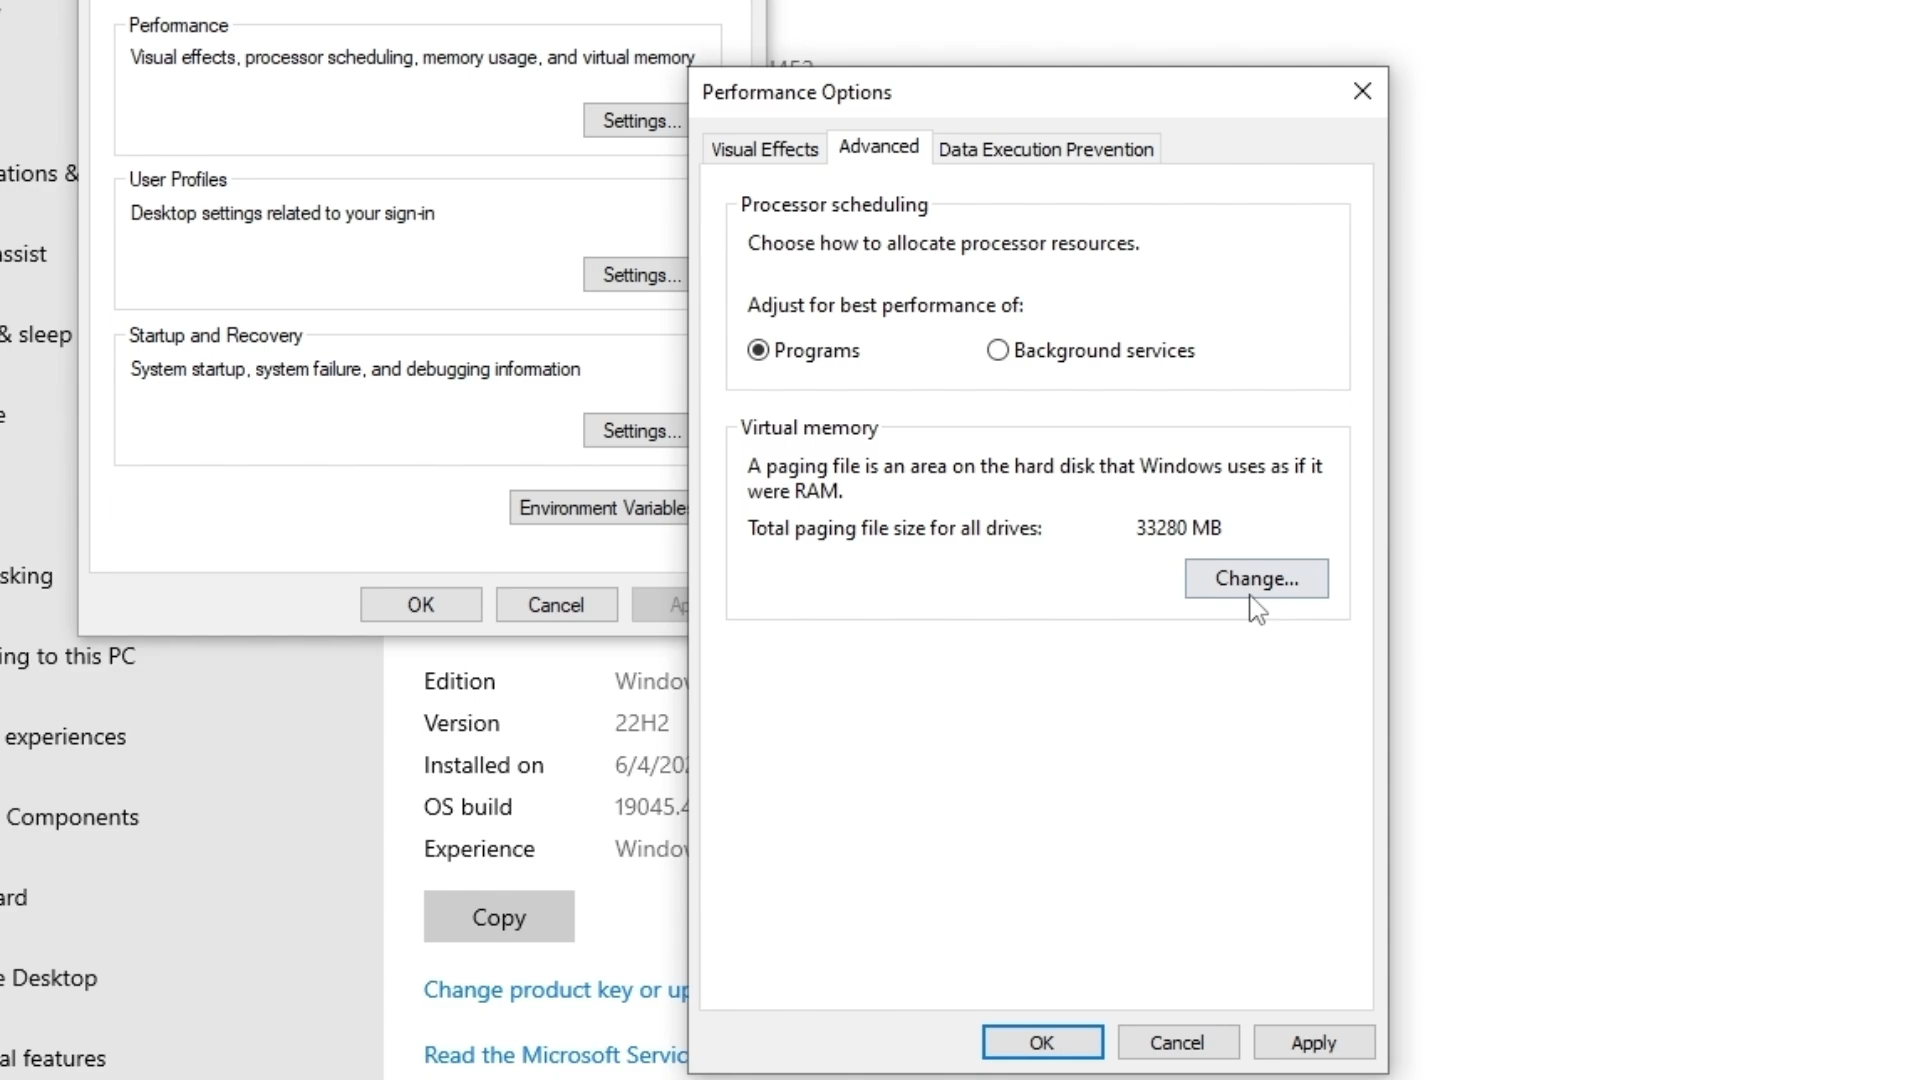 Performance
Visual effects, processor scheduling, memory usage, and virtual memory
Settings...
User Profiles
Desktop settings related to your sign-in
Settings...
Startup and Recovery
System startup, system failure, and debugging information
Settings...
Environment Variables
OK
Cancel
Ap
ations &
assist
& sleep
e
sking
ing to this PC
experiences
Components
ard
e Desktop
al features
Edition
Version 22H2
Installed on 6/4/20
OS build 19045.4
Experience
Copy
Change product key or up
Read the Microsoft Servic
Performance Options
Visual Effects Advanced Data Execution Prevention
Processor scheduling
Choose how to allocate processor resources.
Adjust for best performance of:
Programs Background services
Virtual memory
A paging file is an area on the hard disk that Windows uses as if it
were RAM.
Total paging file size for all drives: 33280 MB
Change...
OK Cancel Apply